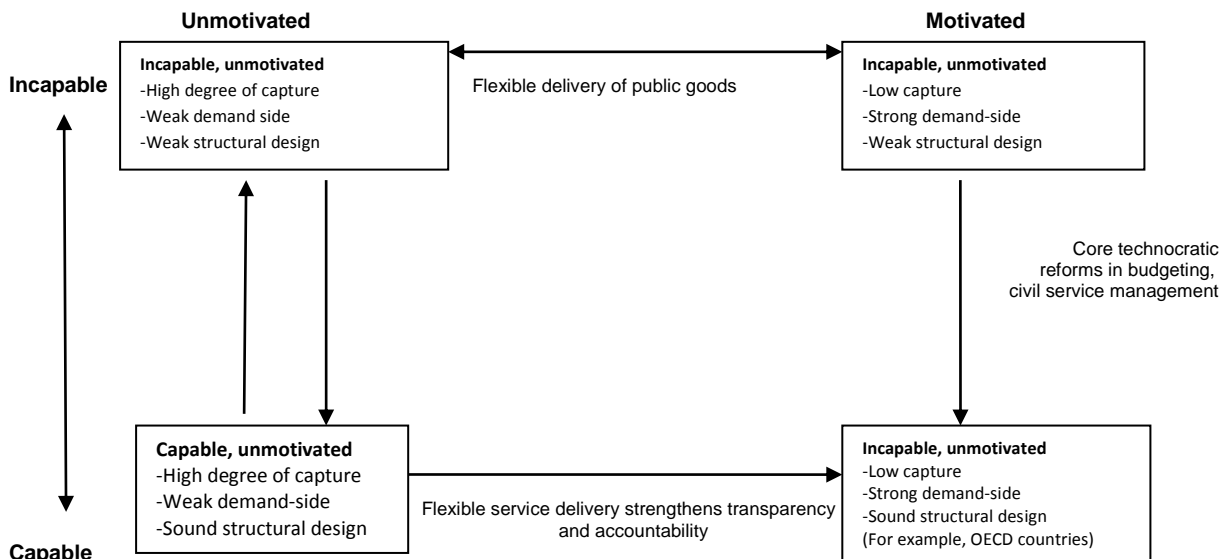 Unmotivated
Motivated
Incapable
Incapable, unmotivated
-High degree of capture
-Weak demand side
-Weak structural design
Flexible delivery of public goods
Incapable, unmotivated
-Low capture
-Strong demand-side
-Weak structural design
Core technocratic
reforms in budgeting,
civil service management
Capable, unmotivated
-High degree of capture
-Weak demand-side
-Sound structural design
Flexible service delivery strengthens transparency
and accountability
Incapable, unmotivated
-Low capture
-Strong demand-side
-Sound structural design
(For example, OECD countries)
Capable